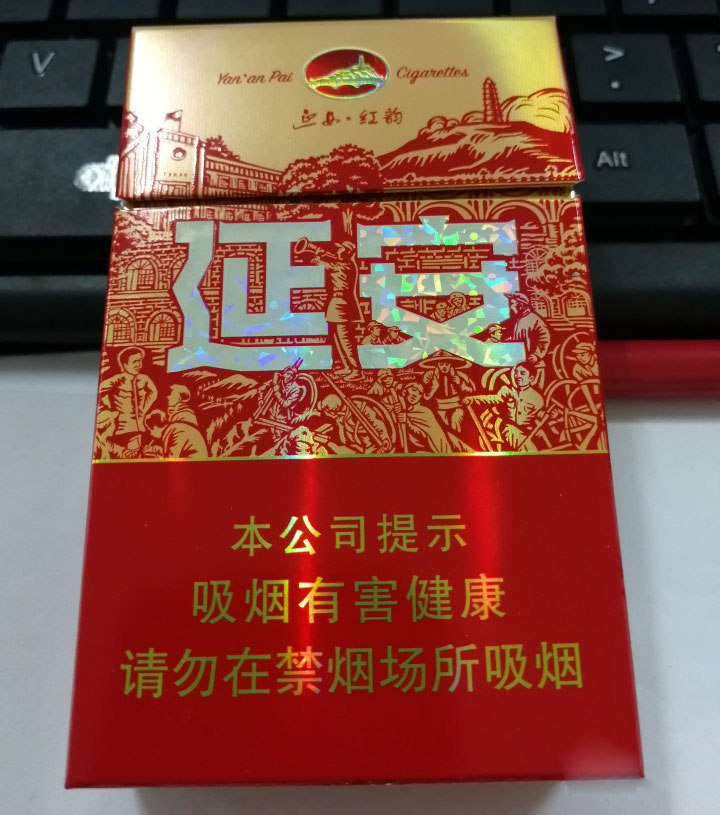 V
>
.
Alt
Yan'an Pai Cigarettes
延安·红韵
延安
本公司提示
吸烟有害健康
请勿在禁烟场所吸烟